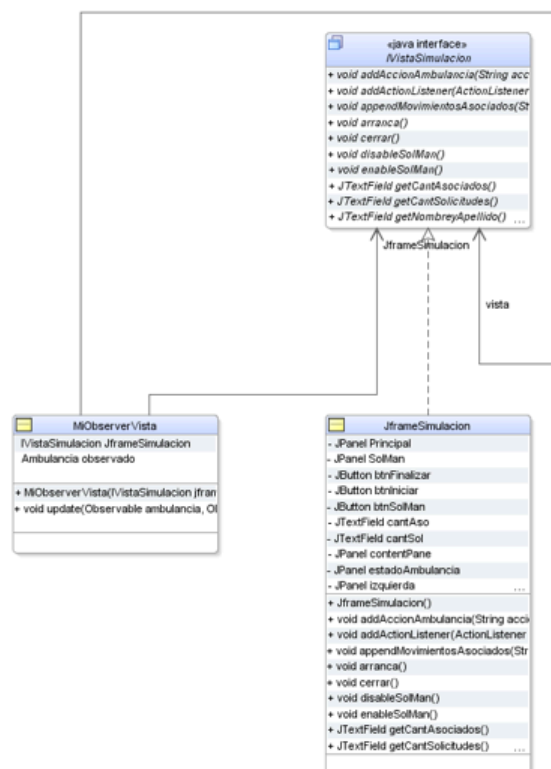 «java interface»
IVistaSimulacion
+ void addAccionAmbulancia(String acc
+ void addActionListener(ActionListener
+ void appendMovimientosAsociados(St
+ void arranca()
+ void cerrar()
+ void disableSolMan()
+ void enableSolMan()
+ JTextField getCantAsociados()
+ JTextField getCantSolicitudes()
+ JTextField getNombreyApellido() ...
JframeSimulacion
vista
MiObserverVista
IVistaSimulacion JframeSimulacion
Ambulancia observado
+ MiObserverVista(IVistaSimulacion jfran
+ void update(Observable ambulancia, Ol
JframeSimulacion
- JPanel Principal
- JPanel SolMan
- JButton btnFinalizar
- JButton btnIniciar
- JButton btnSolMan
- JTextField cantAso
- JTextField cantSol
- JPanel contentPane
- JPanel estadoAmbulancia
- JPanel izquierda ...
+ JframeSimulacion()
+ void addAccionAmbulancia(String acci
+ void addActionListener(ActionListener
+ void appendMovimientosAsociados(Str
+ void arranca()
+ void cerrar()
+ void disableSolMan()
+ void enableSolMan()
+ JTextField getCantAsociados()
+ JTextField getCantSolicitudes() ...